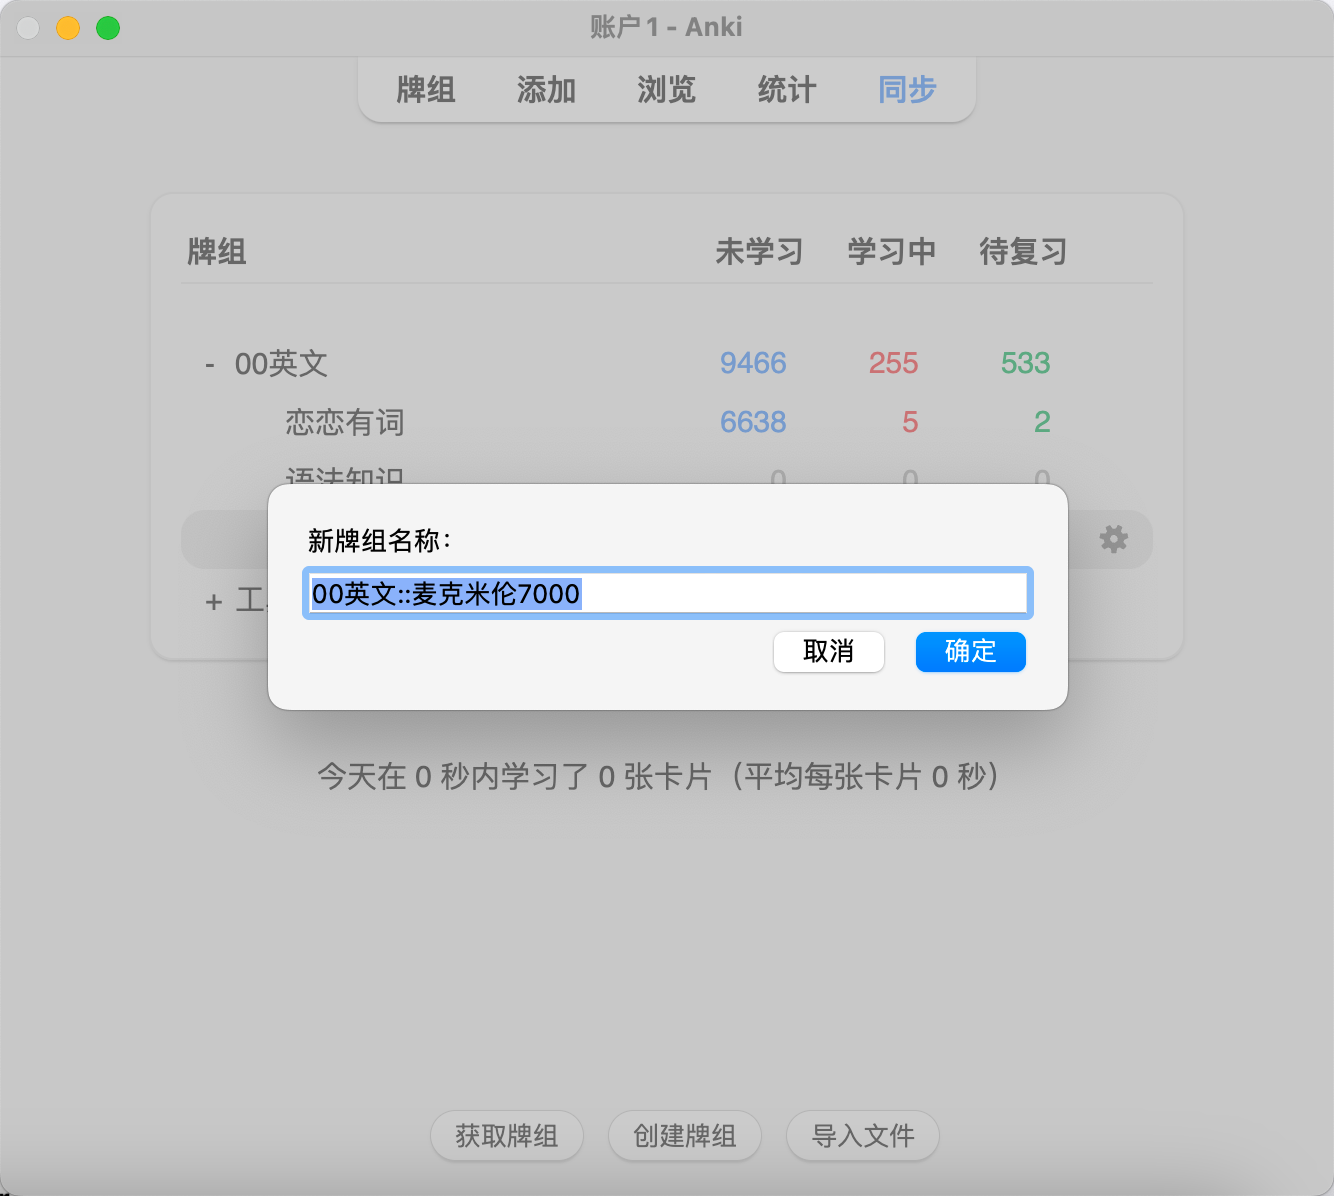 账户 1 - Anki
牌组 添加 浏览 统计 同步
牌组 未学习 学习中 待复习
- 00英文 9466 255 533
恋恋有词 6638 5 2
语法知识 0 0 0
新牌组名称：
00英文::麦克米伦7000
+ 工
取消 确定
今天在 0 秒内学习了 0 张卡片（平均每张卡片 0 秒）
获取牌组 创建牌组 导入文件